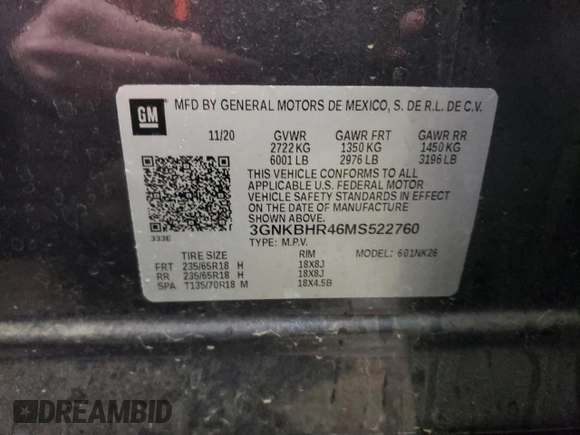 GM
MFD BY GENERAL MOTORS DE MEXICO, S. DE R.L. DE C.V.
11/20 GVWR GAWR FRT GAWR RR
2722 KG 1350 KG 1450 KG
6001 LB 2976 LB 3196 LB
THIS VEHICLE CONFORMS TO ALL
APPLICABLE U.S. FEDERAL MOTOR
VEHICLE SAFETY STANDARDS IN EFFECT
ON THE DATE OF MANUFACTURE
SHOWN ABOVE.
333E 3GNKBHR46MS522760
TYPE: M.P.V. MODEL: 601NK26
TIRE SIZE RIM
FRT 235/65R18 H 18X8J
RR 235/65R18 H 18X8J
SPA T135/70R18 M 18X4.5B
DREAMBID